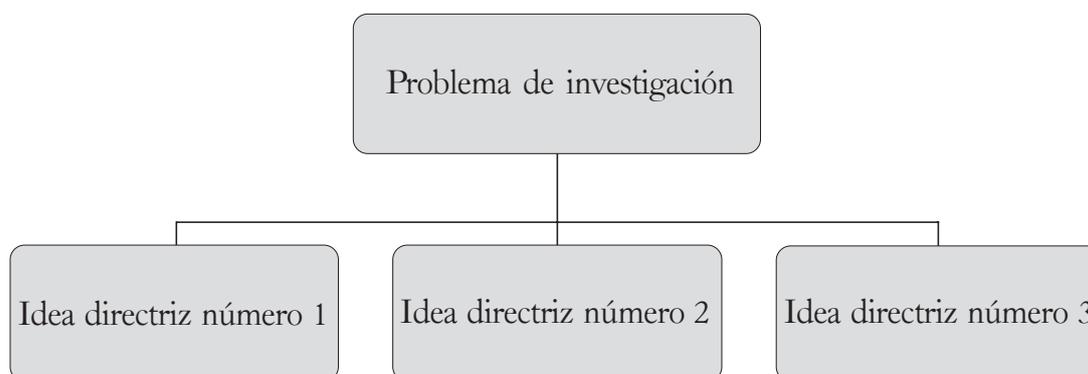 Problema de investigación
Idea directriz número 1
Idea directriz número 2
Idea directriz número 3